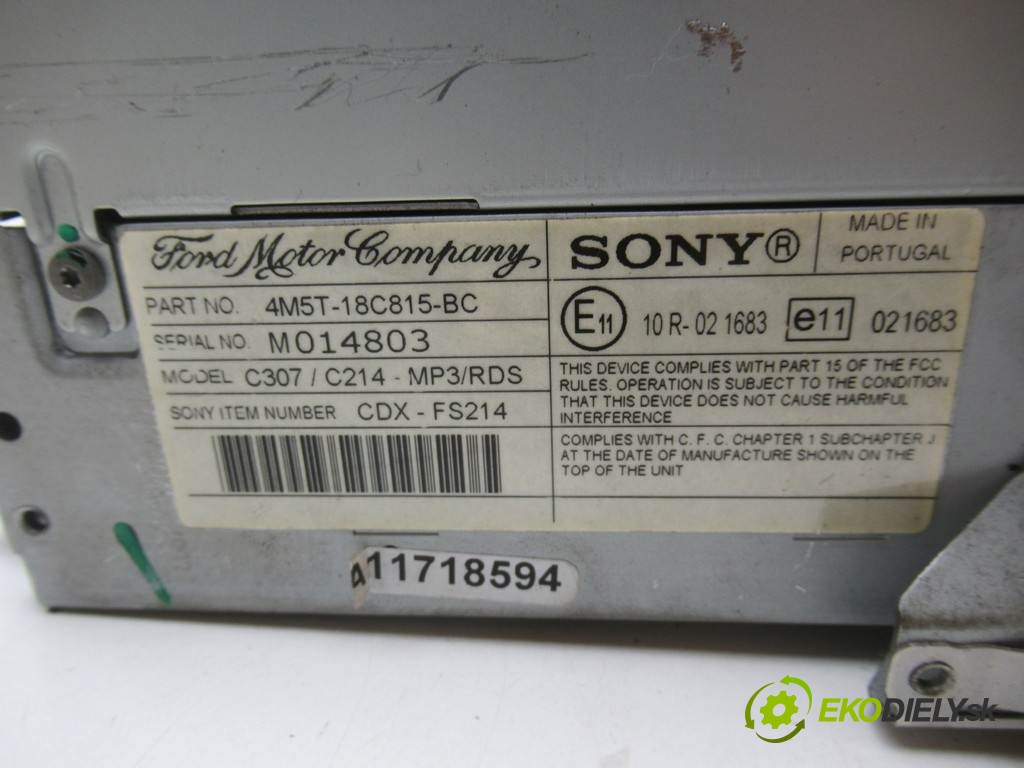 Ford Motor Company
PART NO. 4M5T-18C815-BC
SERIAL NO. M014803
MODEL C307 / C214 - MP3/RDS
SONY ITEM NUMBER CDX - FS214
SONY®
MADE IN
PORTUGAL
E11 10 R- 02 1683 e11 021683
THIS DEVICE COMPLIES WITH PART 15 OF THE FCC
RULES. OPERATION IS SUBJECT TO THE CONDITION
THAT THIS DEVICE DOES NOT CAUSE HARMFUL
INTERFERENCE
COMPLIES WITH C. F. C. CHAPTER 1 SUBCHAPTER J
AT THE DATE OF MANUFACTURE SHOWN ON THE
TOP OF THE UNIT
A11718594
EKODIELY.sk